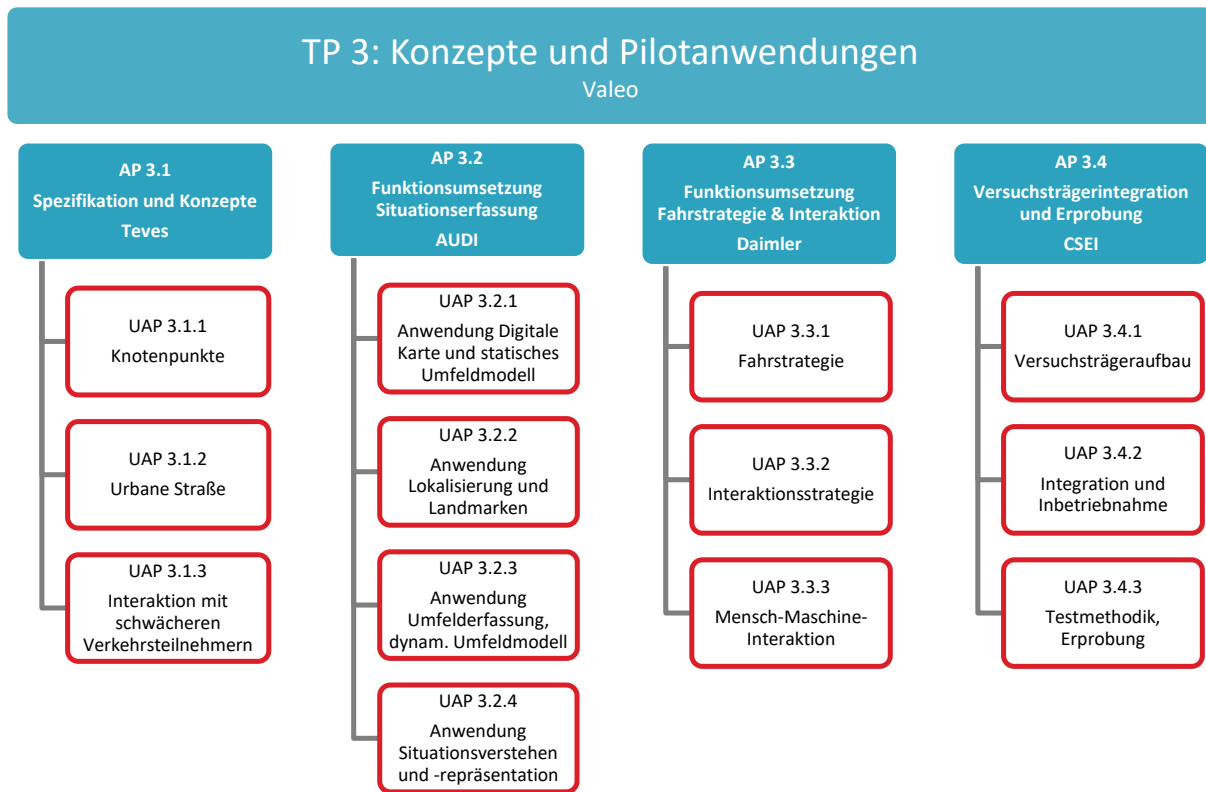 TP 3: Konzepte und Pilotanwendungen
Valeo
AP 3.1
Spezifikation und Konzepte
Teves
UAP 3.1.1
Knotenpunkte
UAP 3.1.2
Urbane Straße
UAP 3.1.3
Interaktion mit
schwächeren
Verkehrsteilnehmern
AP 3.2
Funktionsumsetzung
Situationserfassung
AUDI
UAP 3.2.1
Anwendung Digitale
Karte und statisches
Umfeldmodell
UAP 3.2.2
Anwendung
Lokalisierung und
Landmarken
UAP 3.2.3
Anwendung
Umfelderfassung,
dynam. Umfeldmodell
UAP 3.2.4
Anwendung
Situationsverstehen
und -repräsentation
AP 3.3
Funktionsumsetzung
Fahrstrategie & Interaktion
Daimler
UAP 3.3.1
Fahrstrategie
UAP 3.3.2
Interaktionsstrategie
UAP 3.3.3
Mensch-Maschine-
Interaktion
AP 3.4
Versuchsträgerintegration
und Erprobung
CSEI
UAP 3.4.1
Versuchsträgeraufbau
UAP 3.4.2
Integration und
Inbetriebnahme
UAP 3.4.3
Testmethodik,
Erprobung